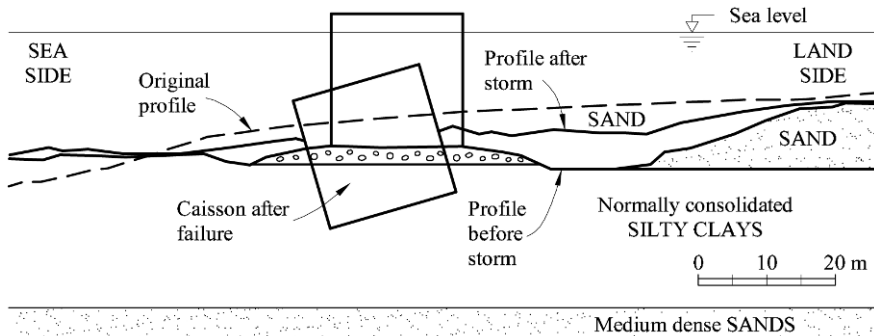 Sea level
SEA
SIDE
Original
profile
Profile after
storm
LAND
SIDE
SAND
SAND
Caisson after
failure
Profile
before
storm
Normally consolidated
SILTY CLAYS
0 10 20 m
Medium dense SANDS